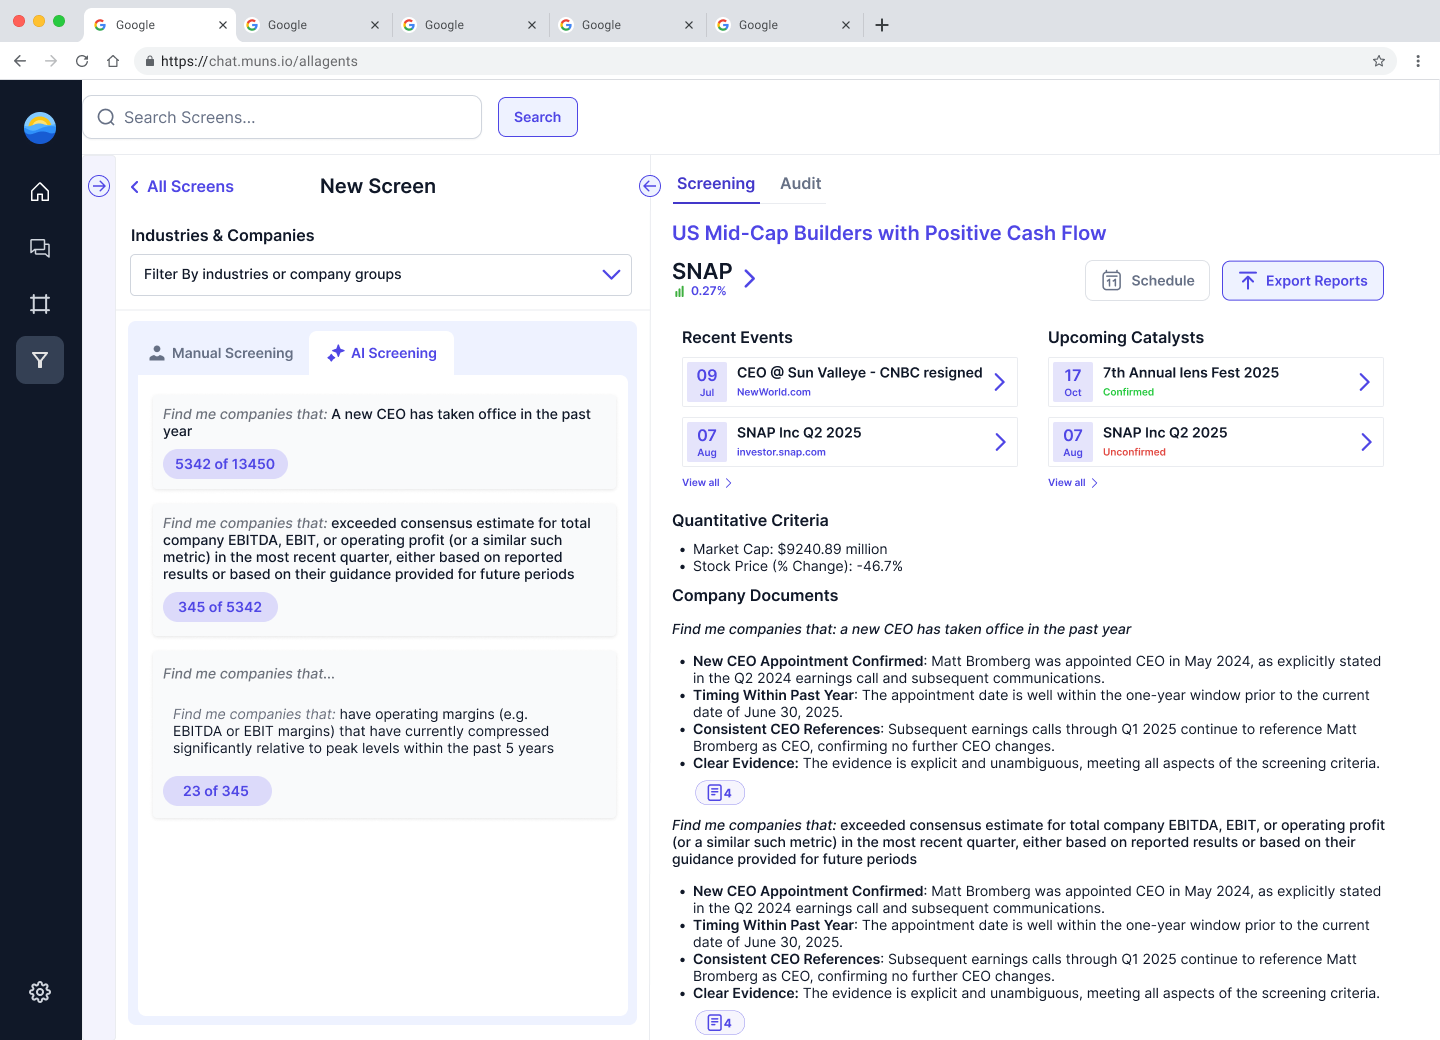 Google
Google
Google
Google
Google
https://chat.muns.io/allagents
Search Screens...
Search
All Screens
New Screen
Industries & Companies
Filter By industries or company groups
Manual Screening
AI Screening
Find me companies that: A new CEO has taken office in the past
year
5342 of 13450
Find me companies that: exceeded consensus estimate for total
company EBITDA, EBIT, or operating profit (or a similar such
metric) in the most recent quarter, either based on reported
results or based on their guidance provided for future periods
345 of 5342
Find me companies that...
Find me companies that: have operating margins (e.g.
EBITDA or EBIT margins) that have currently compressed
significantly relative to peak levels within the past 5 years
23 of 345
Screening
Audit
US Mid-Cap Builders with Positive Cash Flow
SNAP
0.27%
11
Schedule
Export Reports
Recent Events
09
Jul
CEO @ Sun Valleye - CNBC resigned
NewWorld.com
07
Aug
SNAP Inc Q2 2025
investor.snap.com
View all
Upcoming Catalysts
17
Oct
7th Annual lens Fest 2025
Confirmed
07
Aug
SNAP Inc Q2 2025
Unconfirmed
View all
Quantitative Criteria
• Market Cap: $9240.89 million
• Stock Price (% Change): -46.7%
Company Documents
Find me companies that: a new CEO has taken office in the past year
• New CEO Appointment Confirmed: Matt Bromberg was appointed CEO in May 2024, as explicitly stated
in the Q2 2024 earnings call and subsequent communications.
• Timing Within Past Year: The appointment date is well within the one-year window prior to the current
date of June 30, 2025.
• Consistent CEO References: Subsequent earnings calls through Q1 2025 continue to reference Matt
Bromberg as CEO, confirming no further CEO changes.
• Clear Evidence: The evidence is explicit and unambiguous, meeting all aspects of the screening criteria.
4
Find me companies that: exceeded consensus estimate for total company EBITDA, EBIT, or operating profit
(or a similar such metric) in the most recent quarter, either based on reported results or based on their
guidance provided for future periods
• New CEO Appointment Confirmed: Matt Bromberg was appointed CEO in May 2024, as explicitly stated
in the Q2 2024 earnings call and subsequent communications.
• Timing Within Past Year: The appointment date is well within the one-year window prior to the current
date of June 30, 2025.
• Consistent CEO References: Subsequent earnings calls through Q1 2025 continue to reference Matt
Bromberg as CEO, confirming no further CEO changes.
• Clear Evidence: The evidence is explicit and unambiguous, meeting all aspects of the screening criteria.
4